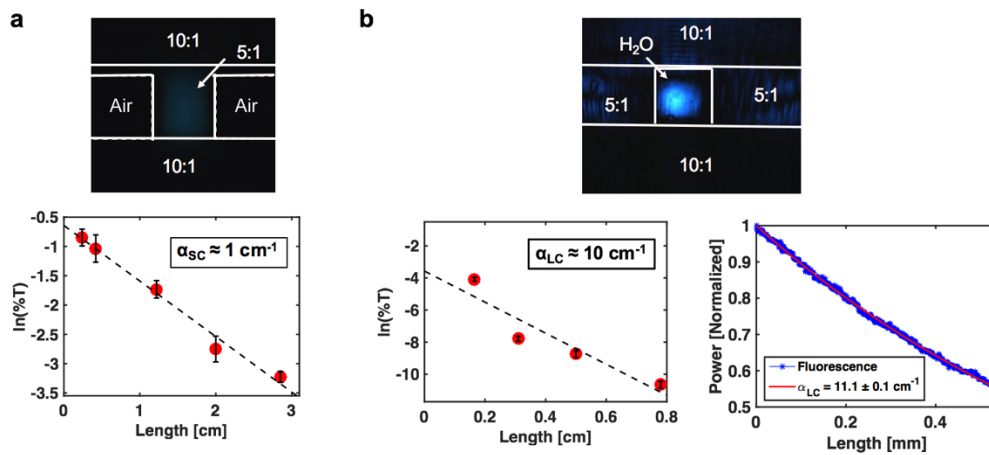 a
10:1
5:1
Air
Air
10:1
-0.5
-1
-1.5
-2
-2.5
-3
-3.5
ln(%T)
αSC ≈ 1 cm⁻¹
0
1
2
3
Length [cm]
b
10:1
H₂O
5:1
5:1
10:1
-2
-4
-6
-8
-10
ln(%T)
αLC ≈ 10 cm⁻¹
0
0.2
0.4
0.6
0.8
Length [cm]
1
0.9
0.8
0.7
0.6
0.5
Power [Normalized]
Fluorescence
αLC = 11.1 ± 0.1 cm⁻¹
0
0.2
0.4
Length [mm]